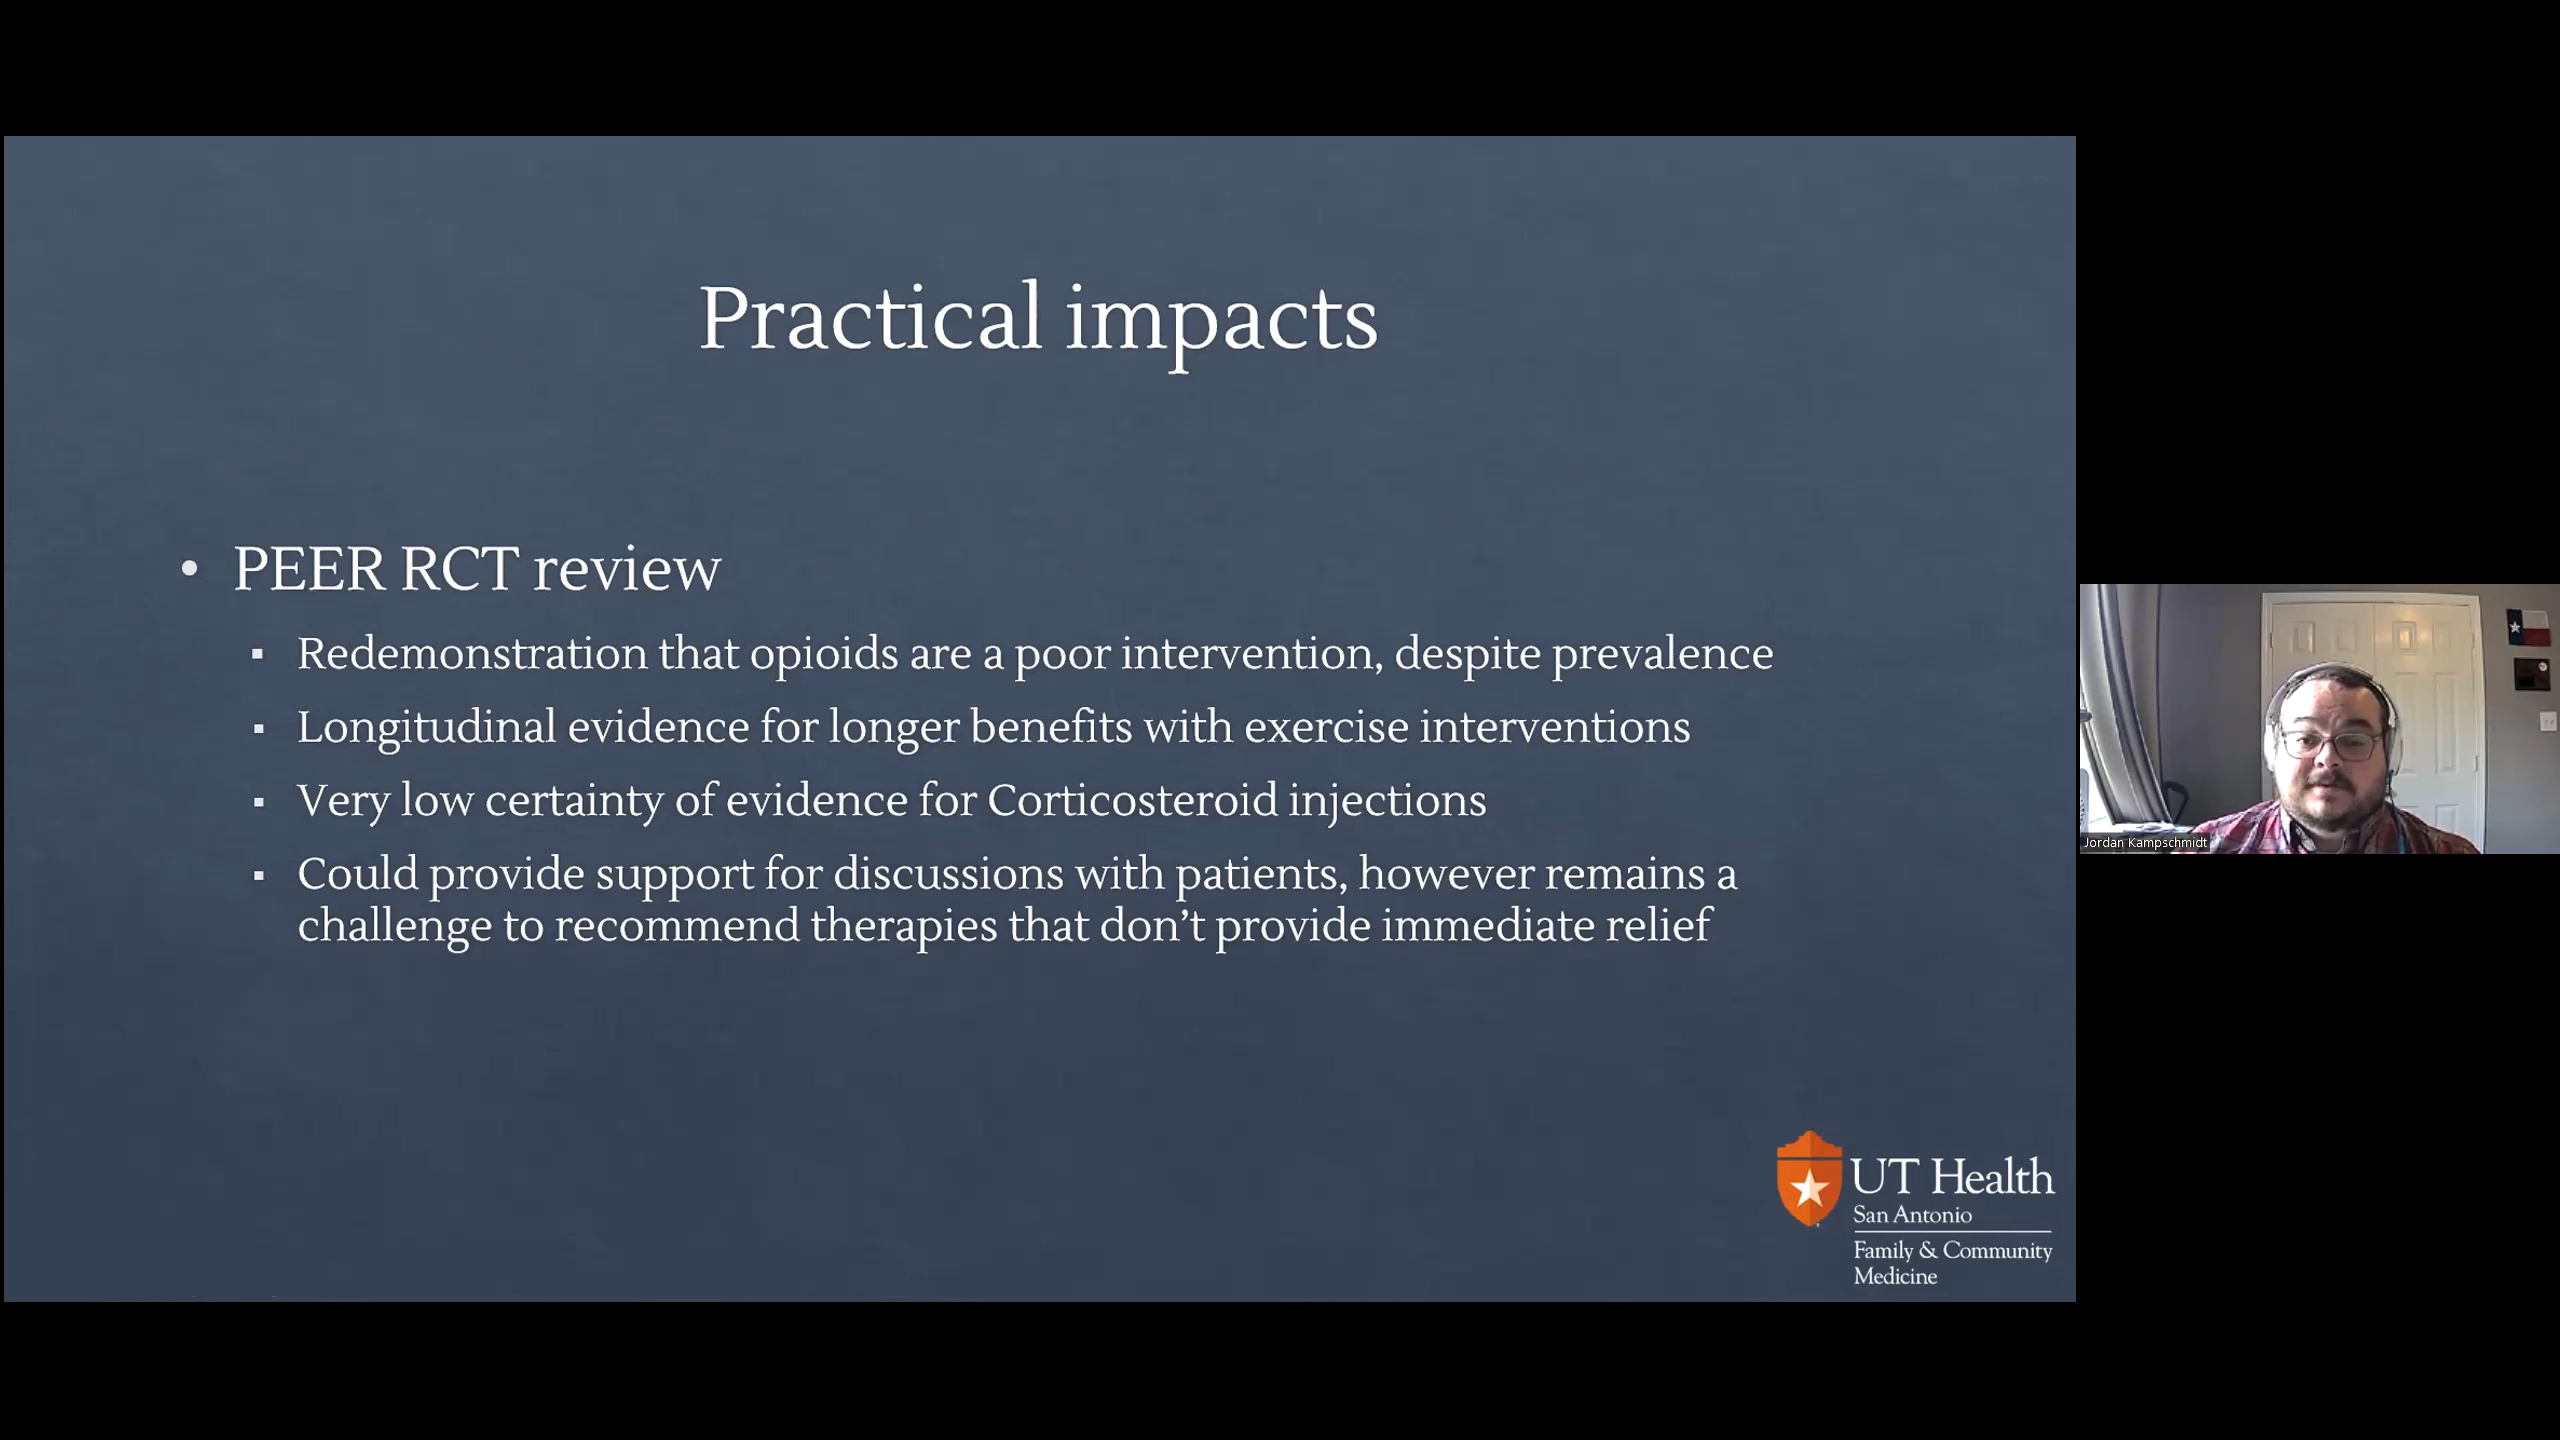 Practical impacts
• PEER RCT review
▪ Redemonstration that opioids are a poor intervention, despite prevalence
▪ Longitudinal evidence for longer benefits with exercise interventions
▪ Very low certainty of evidence for Corticosteroid injections
▪ Could provide support for discussions with patients, however remains a
challenge to recommend therapies that don’t provide immediate relief
Jordan Kampschmidt
UT Health
San Antonio
Family & Community
Medicine